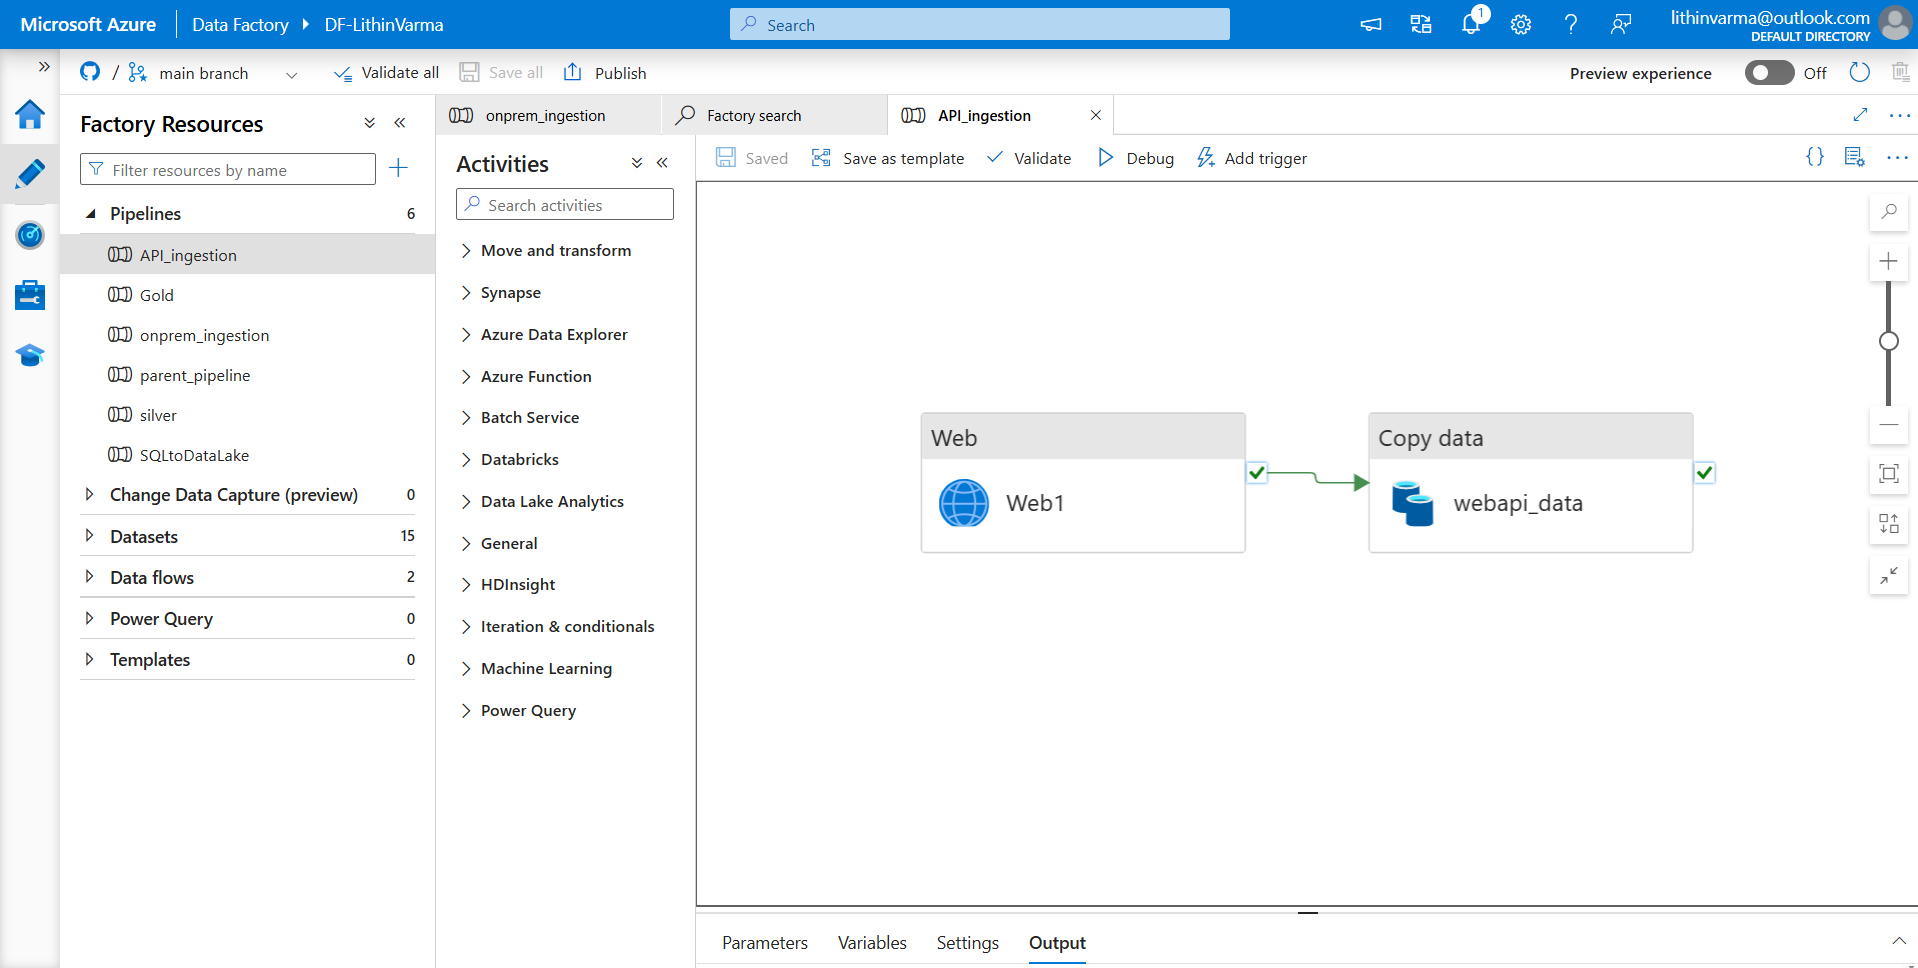 Microsoft Azure Data Factory DF-LithinVarma Search 1 lithinvarma@outlook.com
DEFAULT DIRECTORY
/ main branch Validate all Save all Publish Preview experience Off
Factory Resources
Filter resources by name
Pipelines 6
API_ingestion
Gold
onprem_ingestion
parent_pipeline
silver
SQLtoDataLake
Change Data Capture (preview) 0
Datasets 15
Data flows 2
Power Query 0
Templates 0
onprem_ingestion Factory search API_ingestion
Activities
Search activities
Move and transform
Synapse
Azure Data Explorer
Azure Function
Batch Service
Databricks
Data Lake Analytics
General
HDInsight
Iteration & conditionals
Machine Learning
Power Query
Saved Save as template Validate Debug Add trigger
Web
Web1
Copy data
webapi_data
Parameters Variables Settings Output